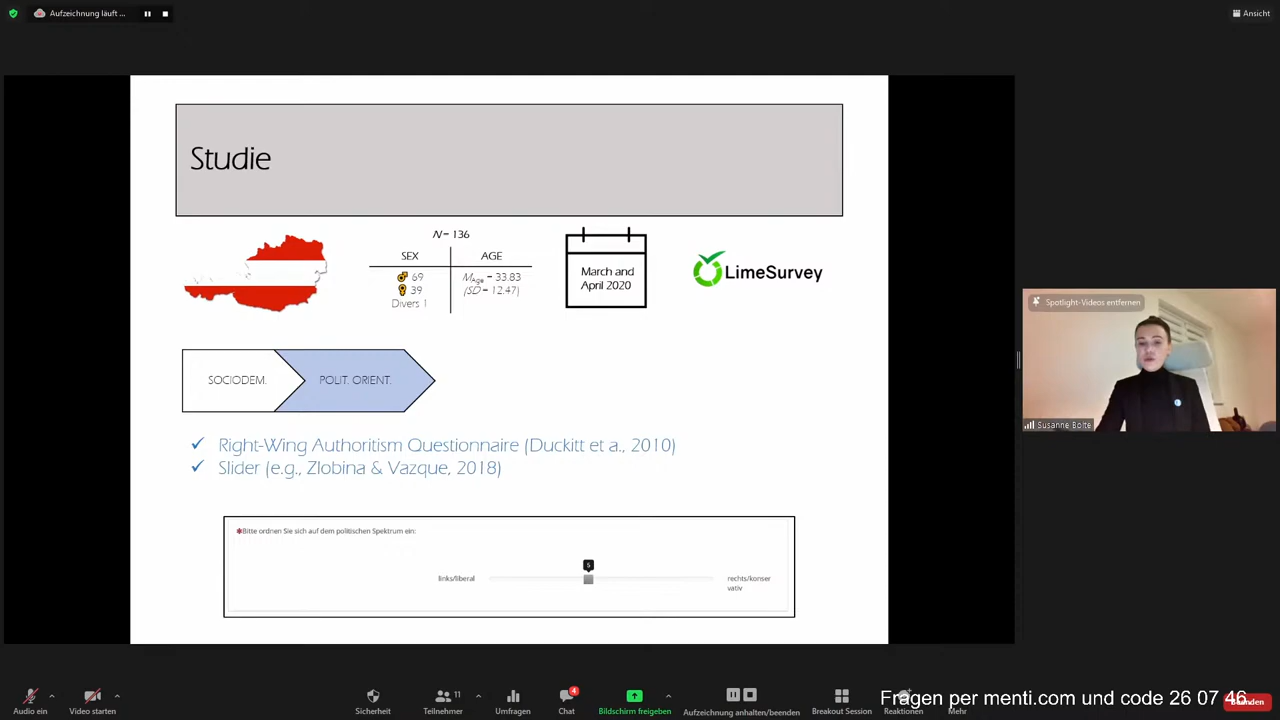 Aufzeichnung läuft ...
Ansicht
Studie
N = 136
SEX AGE
69
39
Divers 1
MAge = 33.83
(SD = 12.47)
March and
April 2020
LimeSurvey
SOCIODEM.
POLIT. ORIENT.
Right-Wing Authoritism Questionnaire (Duckitt et a., 2010)
Slider (e.g., Zlobina & Vazque, 2018)
*Bitte ordnen Sie sich auf dem politischen Spektrum ein:
5
links/liberal
rechts/konser
vativ
Spotlight-Videos entfernen
Susanne Bolte
Fragen per menti.com und code 26 07 46
Audio ein
Video starten
Sicherheit
11
Teilnehmer
Umfragen
4
Chat
Bildschirm freigeben
Aufzeichnung anhalten/beenden
Breakout Session
Reaktionen
Mehr
Beenden